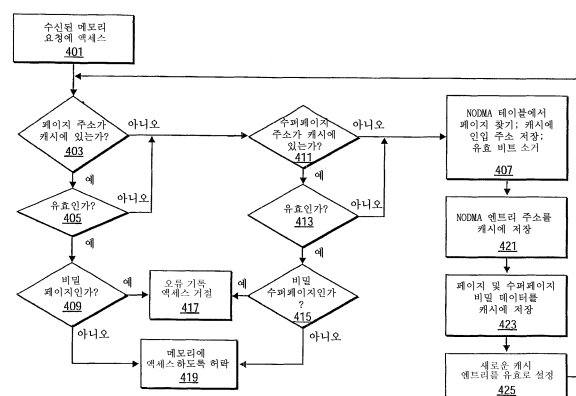 수신된 메모리
요청에 액세스
401
페이지 주소가
캐시에 있는가?
403
아니오
예
유효인가?
405
아니오
예
비밀
페이지인가?
409
예
아니오
수퍼페이지
주소가 캐시에
있는가?
411
아니오
예
유효인가?
413
아니오
예
비밀
수퍼페이지인가
?
415
예
아니오
오류 기록
액세스 거절
417
메모리에
액세스하도록 허락
419
NODMA 테이블에서
페이지 찾기; 캐시에
인입 주소 저장;
유효 비트 소거
407
NODMA 엔트리 주소를
캐시에 저장
421
페이지 및 수퍼페이지
비밀 데이터를
캐시에 저장
423
새로운 캐시
엔트리를 유효로 설정
425